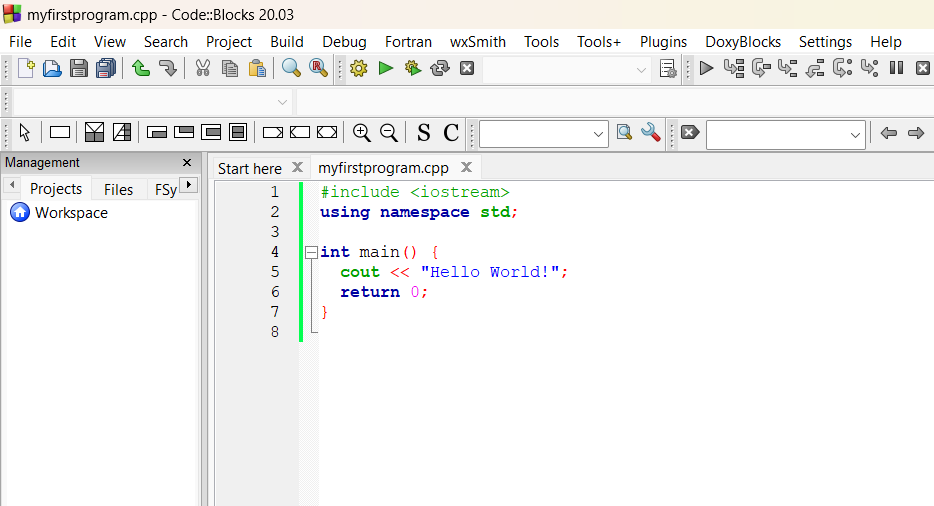 myfirstprogram.cpp - Code::Blocks 20.03
File Edit View Search Project Build Debug Fortran wxSmith Tools Tools+ Plugins DoxyBlocks Settings Help
S C
Management
Projects Files FSy
Workspace
Start here myfirstprogram.cpp
1 #include <iostream>
2 using namespace std;
3
4 int main() {
5 cout << "Hello World!";
6 return 0;
7 }
8